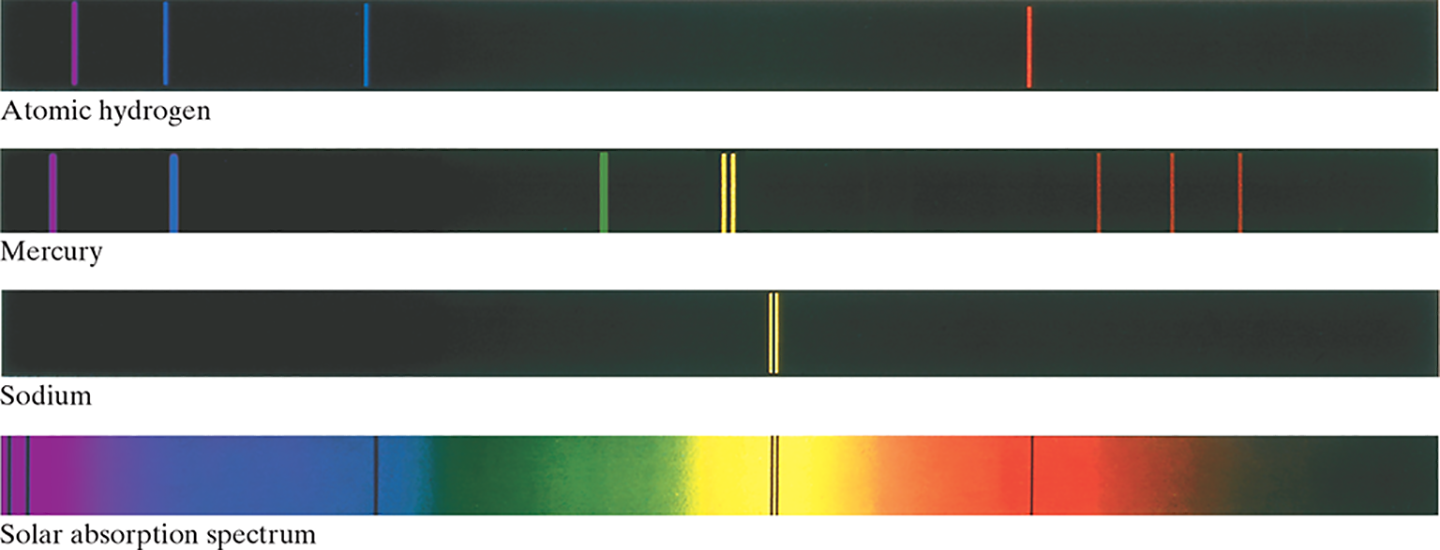 Atomic hydrogen
Mercury
Sodium
Solar absorption spectrum